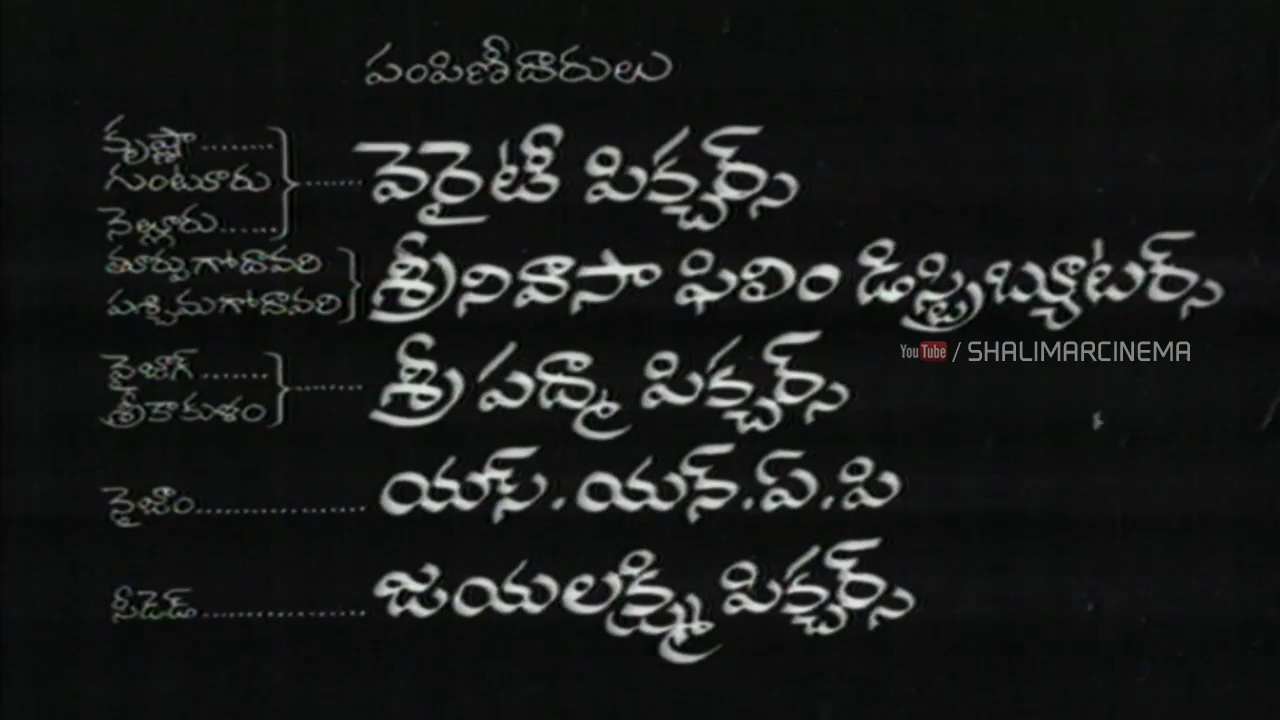 పంపిణీదారులు
కృష్ణా........
గుంటూరు ....... వెరైటీ పిక్చర్స్
నెల్లూరు......
తూర్పుగోదావరి
పశ్చిమగోదావరి శ్రీనివాసా ఫిలిం డిస్ట్రిబ్యూటర్స్
YouTube / SHALIMARCINEMA
వైజాగ్ .......
శ్రీకాకుళం ........ శ్రీ పద్మా పిక్చర్స్
నైజాం.................. యస్.యన్.ఏ.పి
సీడెడ్.................. జయలక్ష్మి పిక్చర్స్